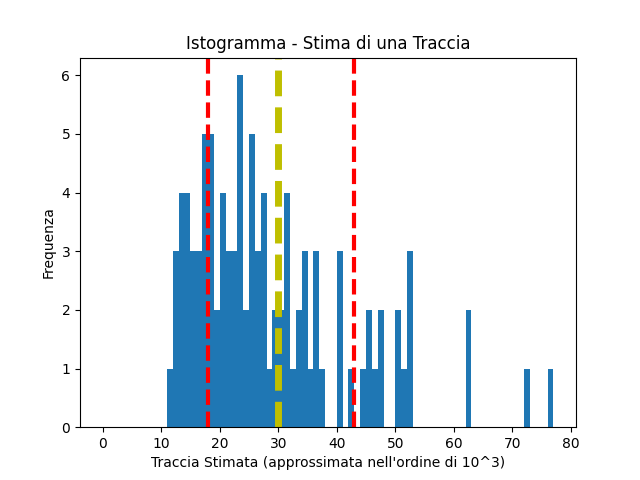 Istogramma - Stima di una Traccia
Frequenza
6
5
4
3
2
1
0
0 10 20 30 40 50 60 70 80
Traccia Stimata (approssimata nell'ordine di 10^3)